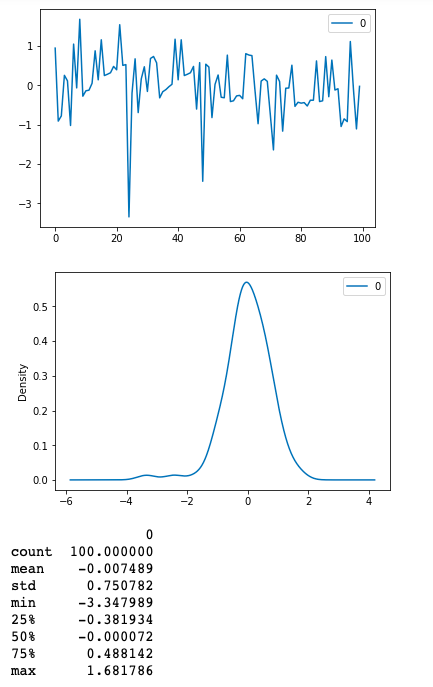 0
1
0
−1
−2
−3
0 20 40 60 80 100
0
0.5
0.4
0.3
0.2
0.1
0.0
Density
−6 −4 −2 0 2 4
0
count 100.000000
mean -0.007489
std 0.750782
min -3.347989
25% -0.381934
50% -0.000072
75% 0.488142
max 1.681786